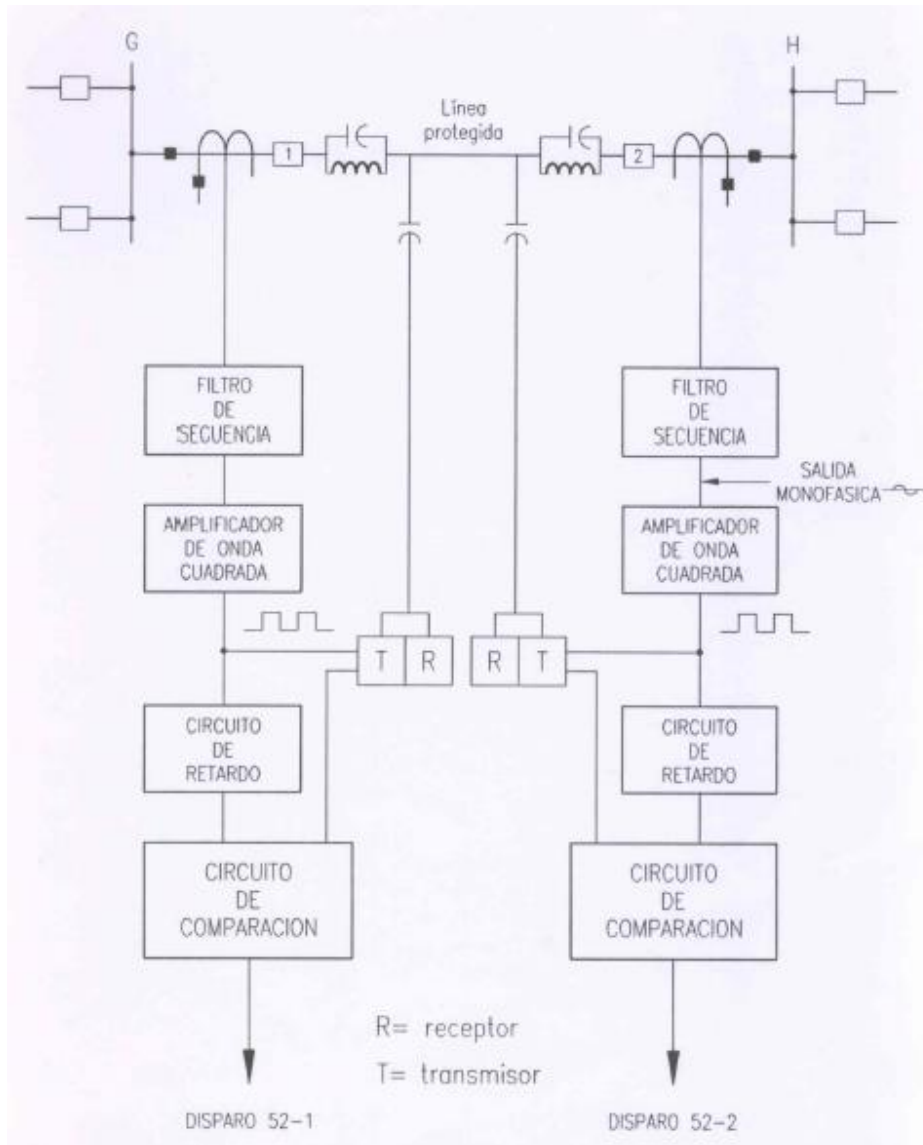 G
H
Línea
protegida
1
2
FILTRO
DE
SECUENCIA
FILTRO
DE
SECUENCIA
SALIDA
MONOFASICA
AMPLIFICADOR
DE ONDA
CUADRADA
AMPLIFICADOR
DE ONDA
CUADRADA
T R
R T
CIRCUITO
DE
RETARDO
CIRCUITO
DE
RETARDO
CIRCUITO
DE
COMPARACION
CIRCUITO
DE
COMPARACION
R= receptor
T= transmisor
DISPARO 52-1
DISPARO 52-2